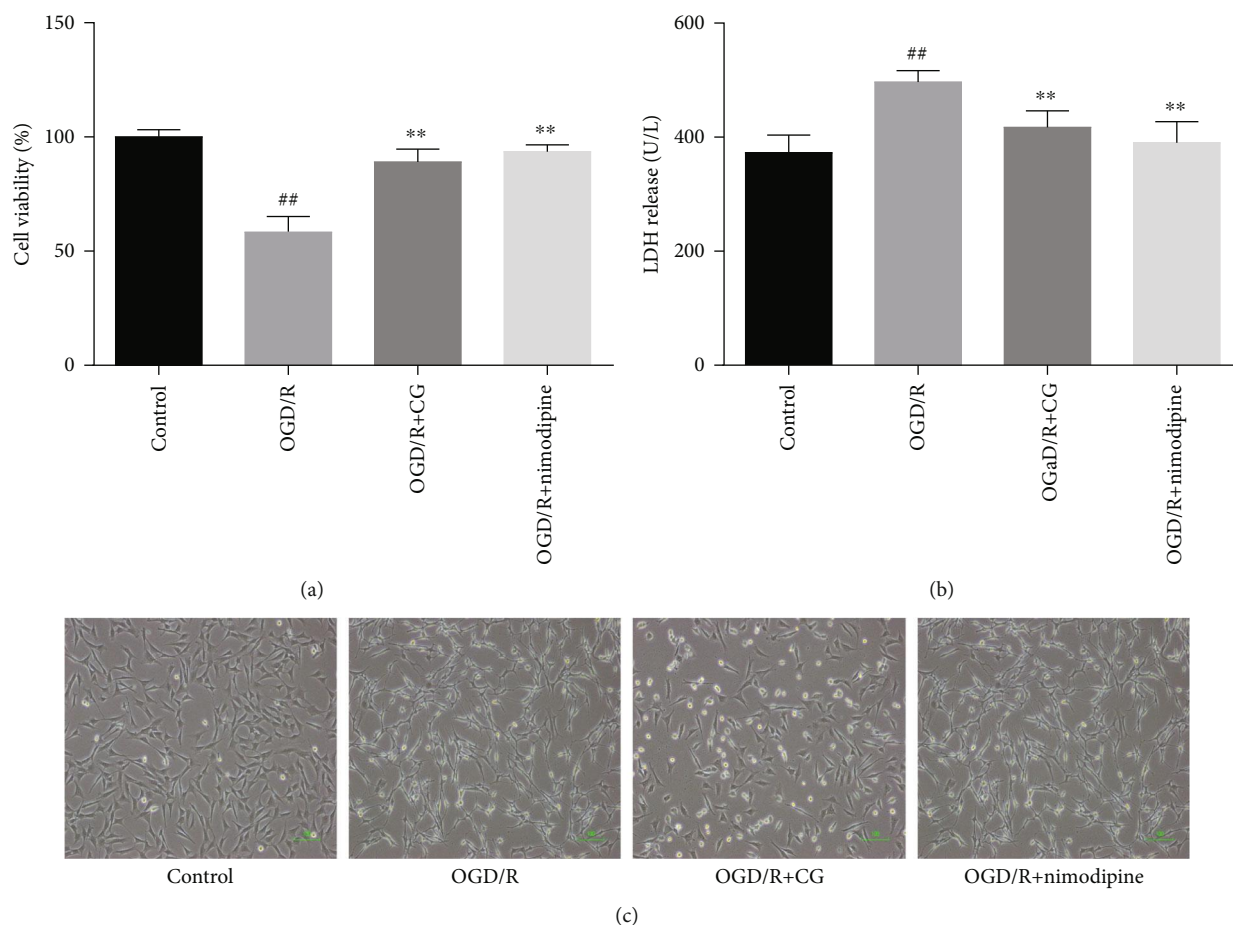 150
100
50
0
Cell viability (%)
##
**
**
Control
OGD/R
OGD/R+CG
OGD/R+nimodipine
(a)
600
400
200
0
LDH release (U/L)
##
**
**
Control
OGD/R
OGaD/R+CG
OGD/R+nimodipine
(b)
Control
OGD/R
OGD/R+CG
OGD/R+nimodipine
(c)